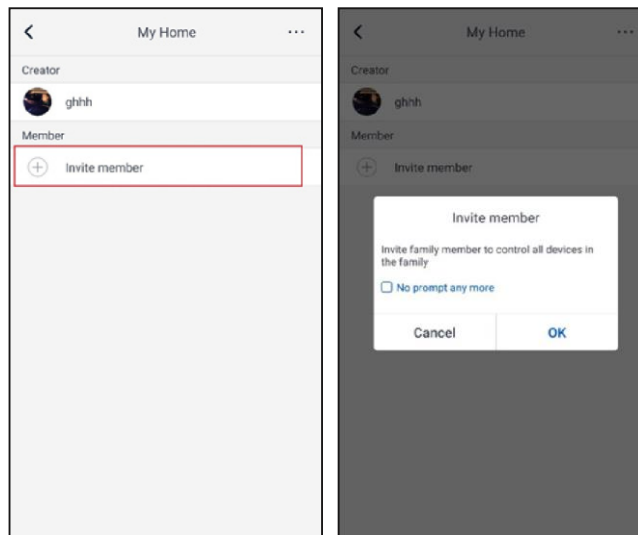 My Home
...
Creator
ghhh
Member
Invite member
My Home
...
Creator
ghhh
Member
Invite member
Invite member
Invite family member to control all devices in
the family
No prompt any more
Cancel OK